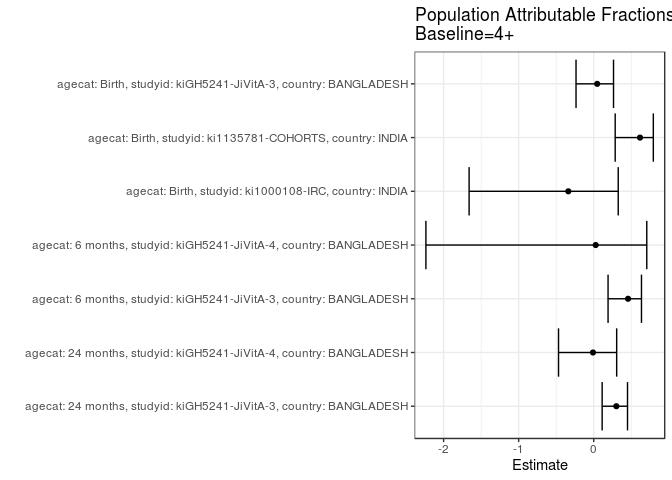 Population Attributable Fractions
Baseline=4+
agecat: Birth, studyid: kiGH5241-JiVitA-3, country: BANGLADESH
agecat: Birth, studyid: ki1135781-COHORTS, country: INDIA
agecat: Birth, studyid: ki1000108-IRC, country: INDIA
agecat: 6 months, studyid: kiGH5241-JiVitA-4, country: BANGLADESH
agecat: 6 months, studyid: kiGH5241-JiVitA-3, country: BANGLADESH
agecat: 24 months, studyid: kiGH5241-JiVitA-4, country: BANGLADESH
agecat: 24 months, studyid: kiGH5241-JiVitA-3, country: BANGLADESH
-2 -1 0
Estimate